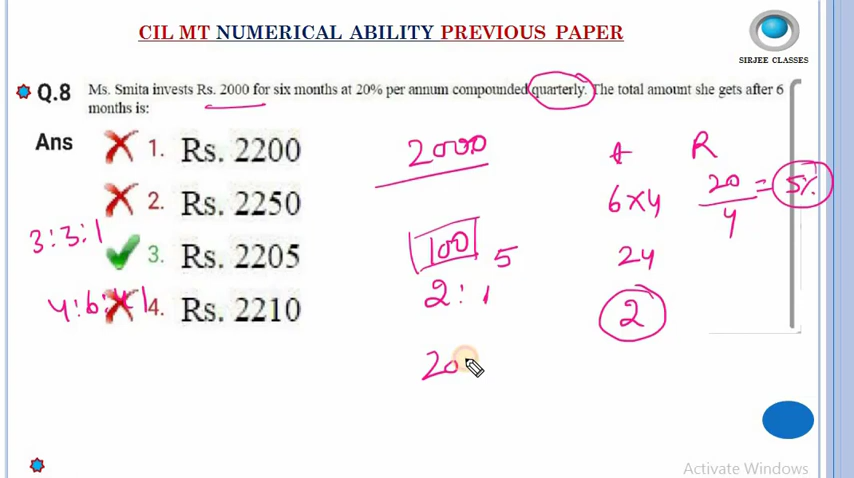 CIL MT NUMERICAL ABILITY PREVIOUS PAPER
SIRJEE CLASSES
Q.8 Ms. Smita invests Rs. 2000 for six months at 20% per annum compounded quarterly. The total amount she gets after 6
months is:
Ans
1. Rs. 2200
2. Rs. 2250
3. Rs. 2205
4. Rs. 2210
3:3:1
4:6:4:1
2000
100 5
2:1
20
t R
6×4 20/4 = 5%
24
2
Activate Windows